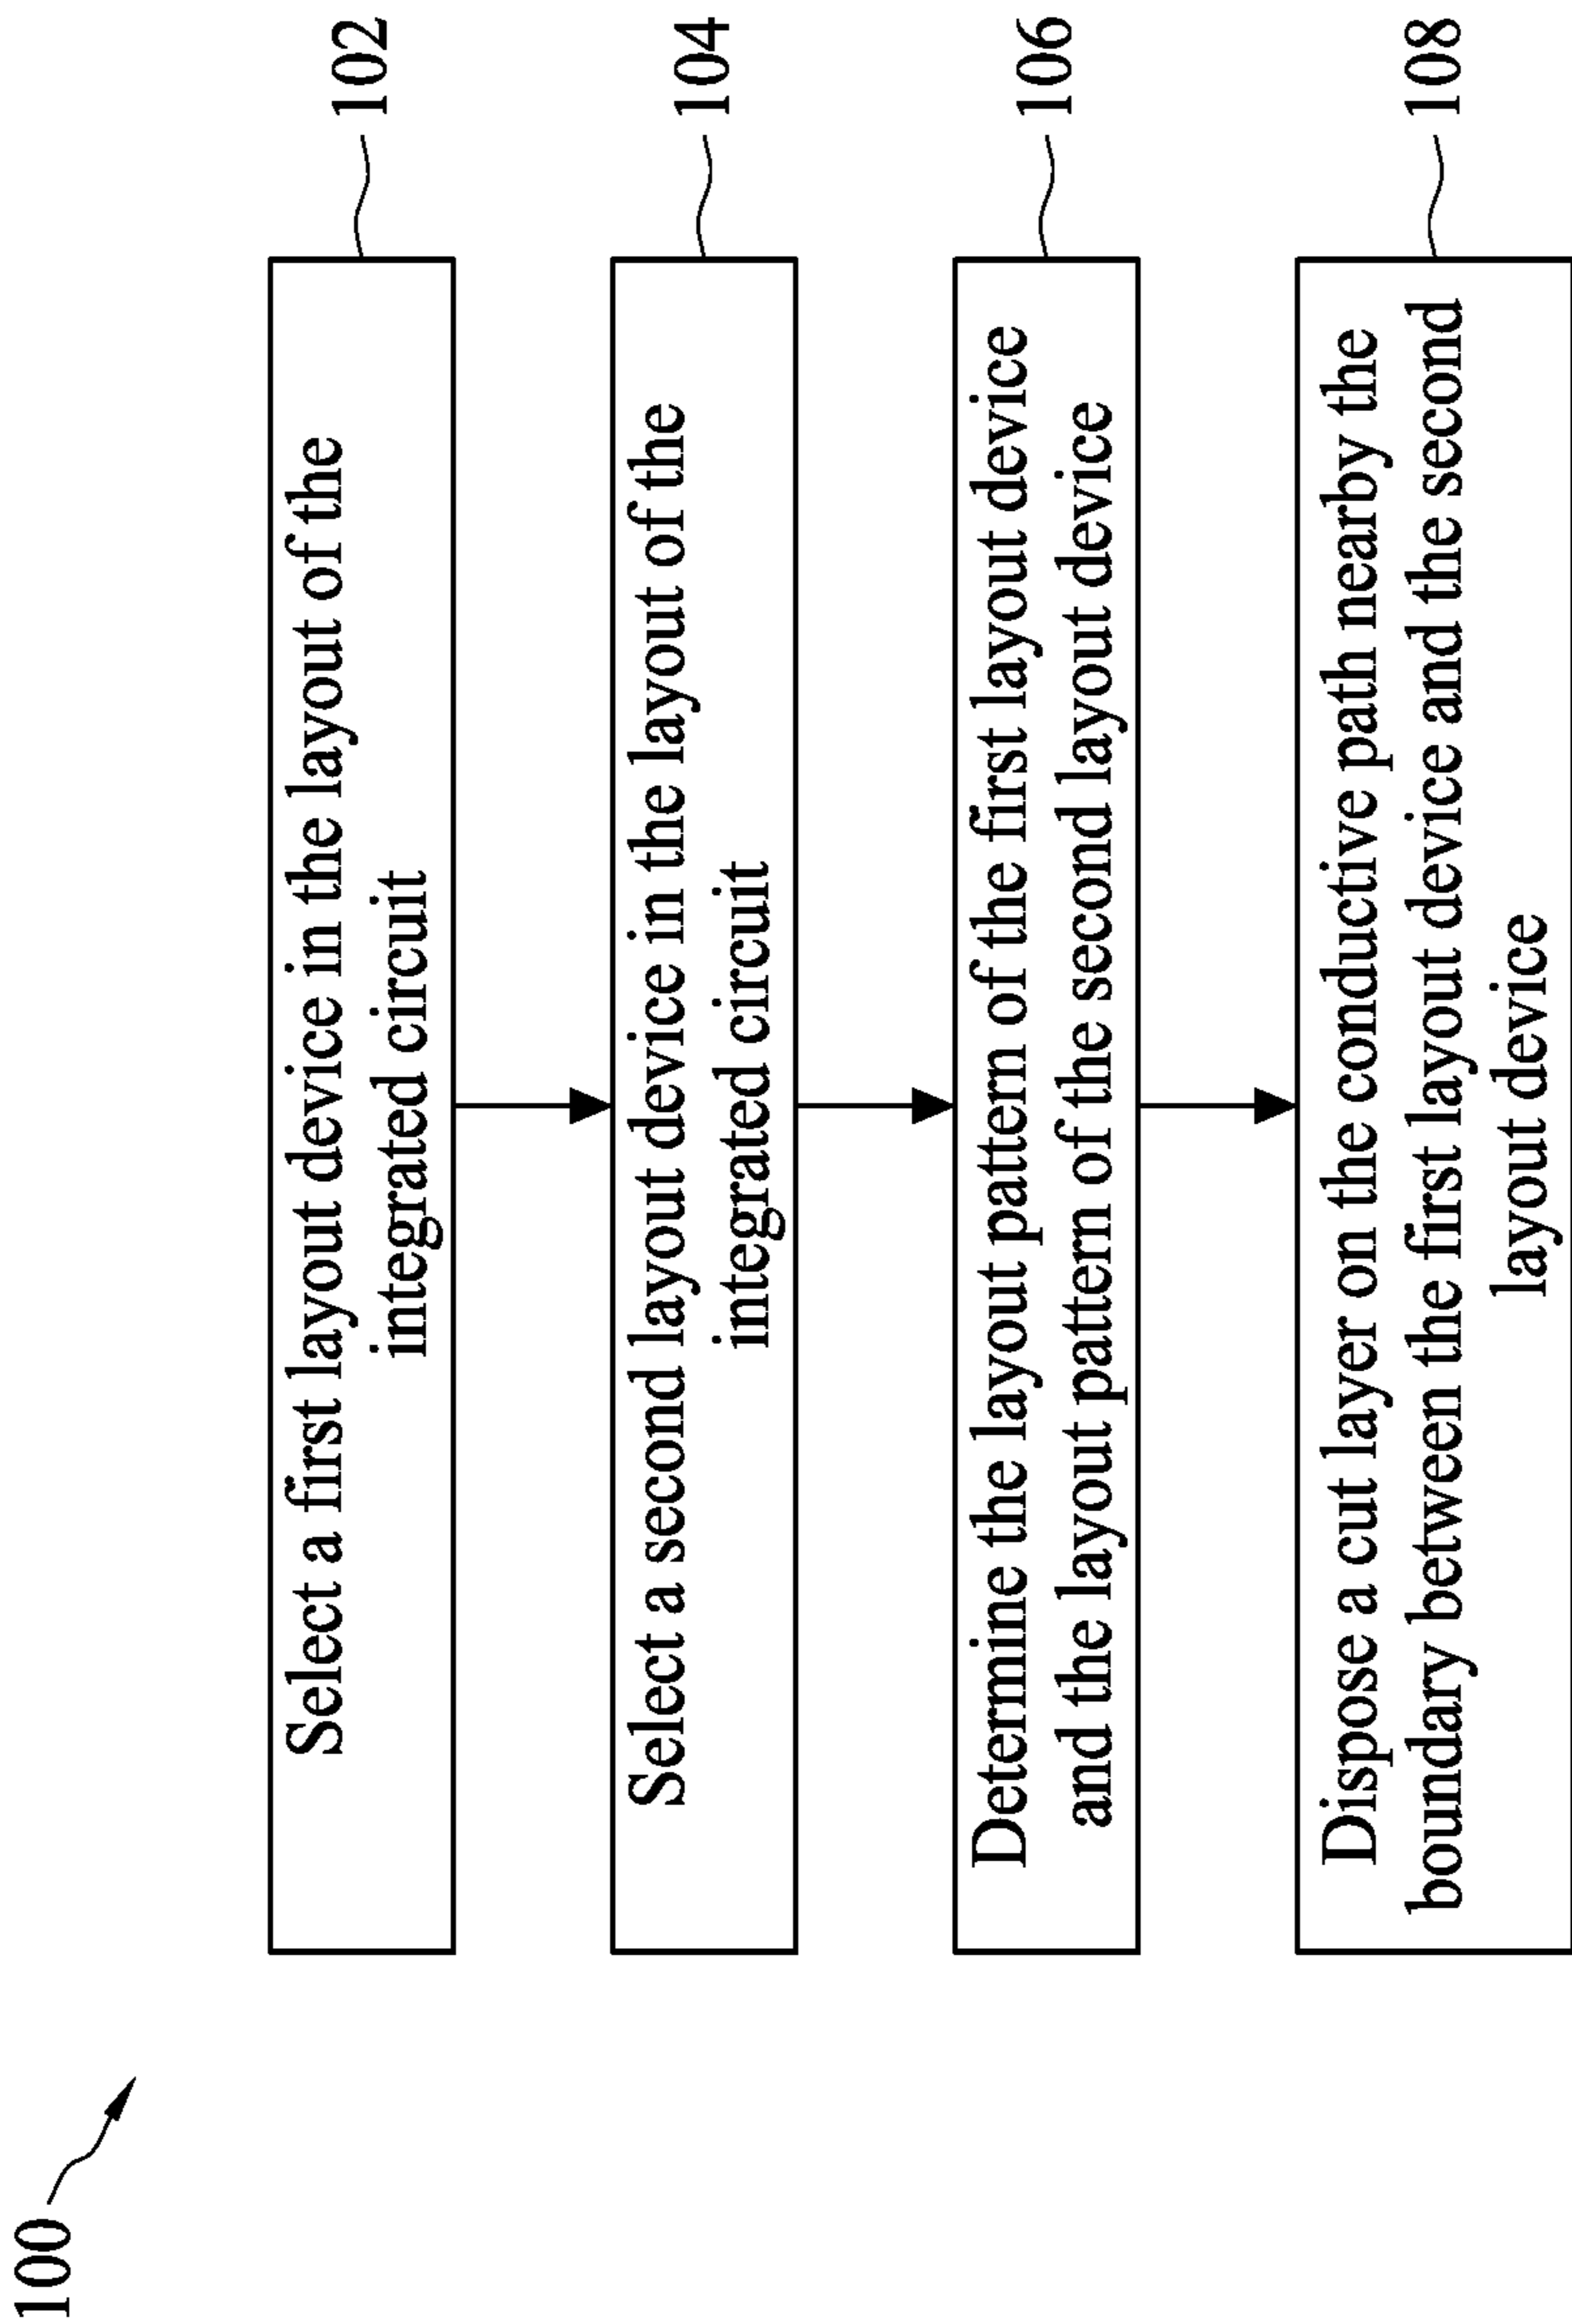 100
Select a first layout device in the layout of the
integrated circuit
102
Select a second layout device in the layout of the
integrated circuit
104
Determine the layout pattern of the first layout device
and the layout pattern of the second layout device
106
Dispose a cut layer on the conductive path nearby the
boundary between the first layout device and the second
layout device
108